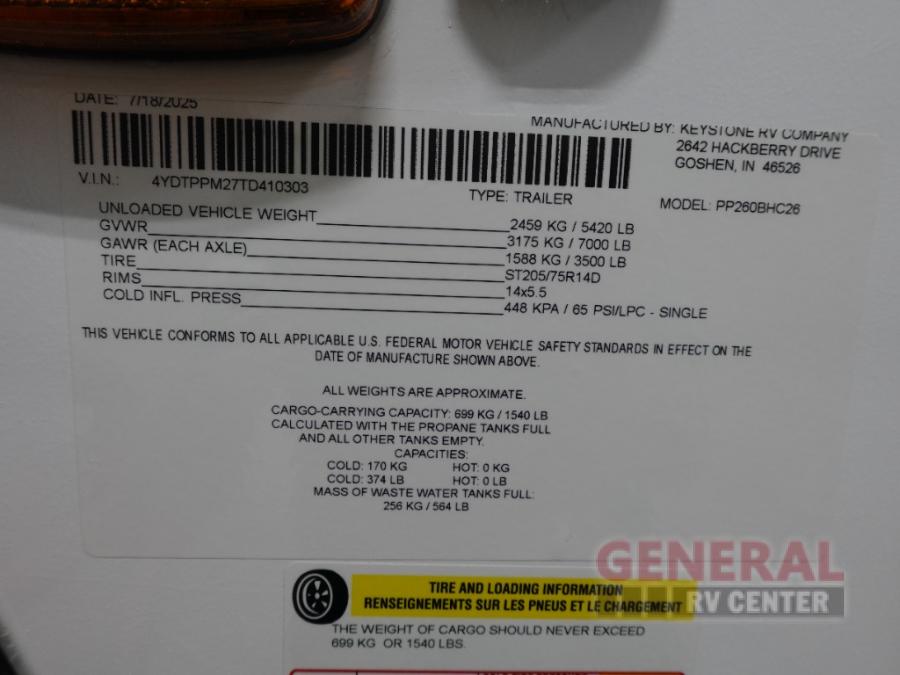 DATE: 7/18/2025
MANUFACTURED BY: KEYSTONE RV COMPANY
2642 HACKBERRY DRIVE
GOSHEN, IN 46526
V.I.N.: 4YDTPPM27TD410303
TYPE: TRAILER
MODEL: PP260BHC26
UNLOADED VEHICLE WEIGHT 2459 KG / 5420 LB
GVWR 3175 KG / 7000 LB
GAWR (EACH AXLE) 1588 KG / 3500 LB
TIRE ST205/75R14D
RIMS 14x5.5
COLD INFL. PRESS 448 KPA / 65 PSI/LPC - SINGLE
THIS VEHICLE CONFORMS TO ALL APPLICABLE U.S. FEDERAL MOTOR VEHICLE SAFETY STANDARDS IN EFFECT ON THE
DATE OF MANUFACTURE SHOWN ABOVE.
ALL WEIGHTS ARE APPROXIMATE.
CARGO-CARRYING CAPACITY: 699 KG / 1540 LB
CALCULATED WITH THE PROPANE TANKS FULL
AND ALL OTHER TANKS EMPTY.
CAPACITIES:
COLD: 170 KG HOT: 0 KG
COLD: 374 LB HOT: 0 LB
MASS OF WASTE WATER TANKS FULL:
256 KG / 564 LB
GENERAL
RV CENTER
TIRE AND LOADING INFORMATION
RENSEIGNEMENTS SUR LES PNEUS ET LE CHARGEMENT
THE WEIGHT OF CARGO SHOULD NEVER EXCEED
699 KG OR 1540 LBS.